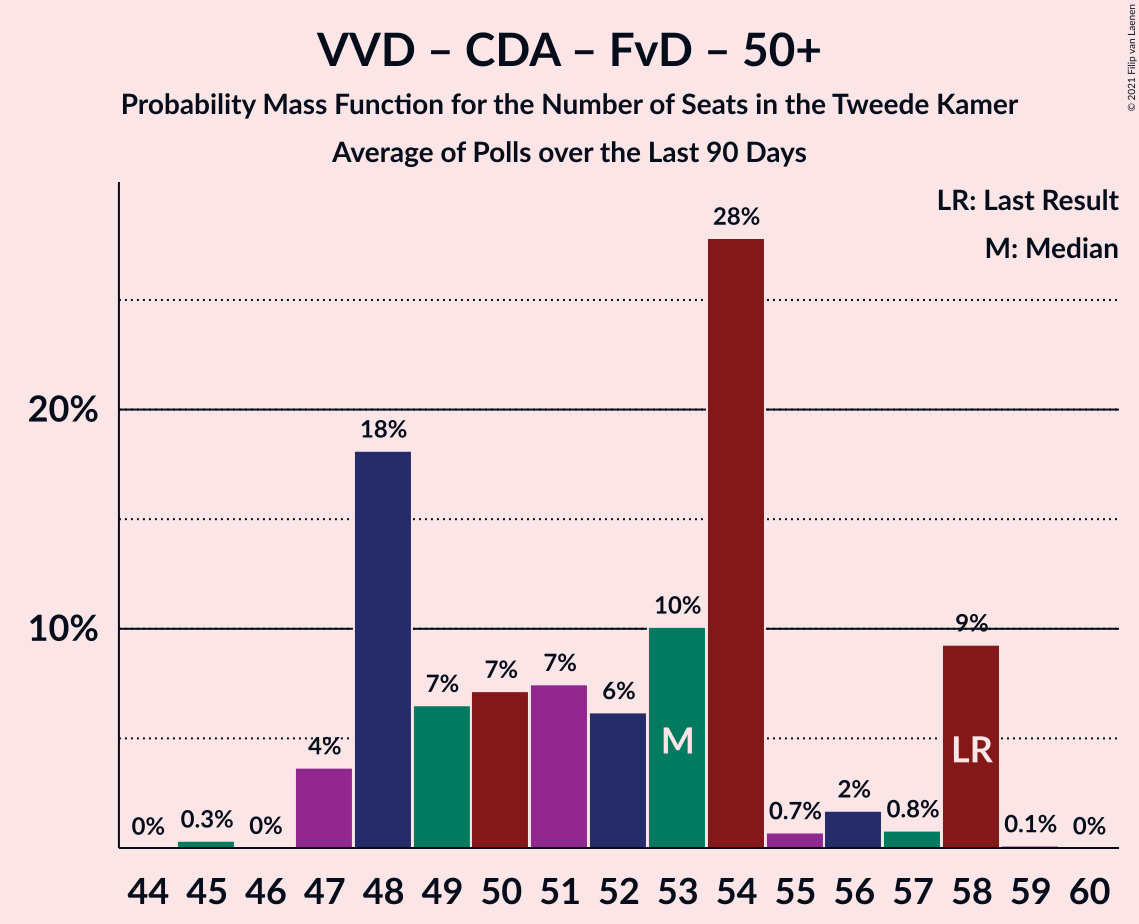 VVD – CDA – FvD – 50+
Probability Mass Function for the Number of Seats in the Tweede Kamer
Average of Polls over the Last 90 Days
© 2021 Filip van Laenen
LR: Last Result
M: Median
20%
10%
0%
0.3%
0%
4%
18%
7%
7%
7%
6%
10%
28%
0.7%
2%
0.8%
9%
0.1%
0%
M
LR
44 45 46 47 48 49 50 51 52 53 54 55 56 57 58 59 60